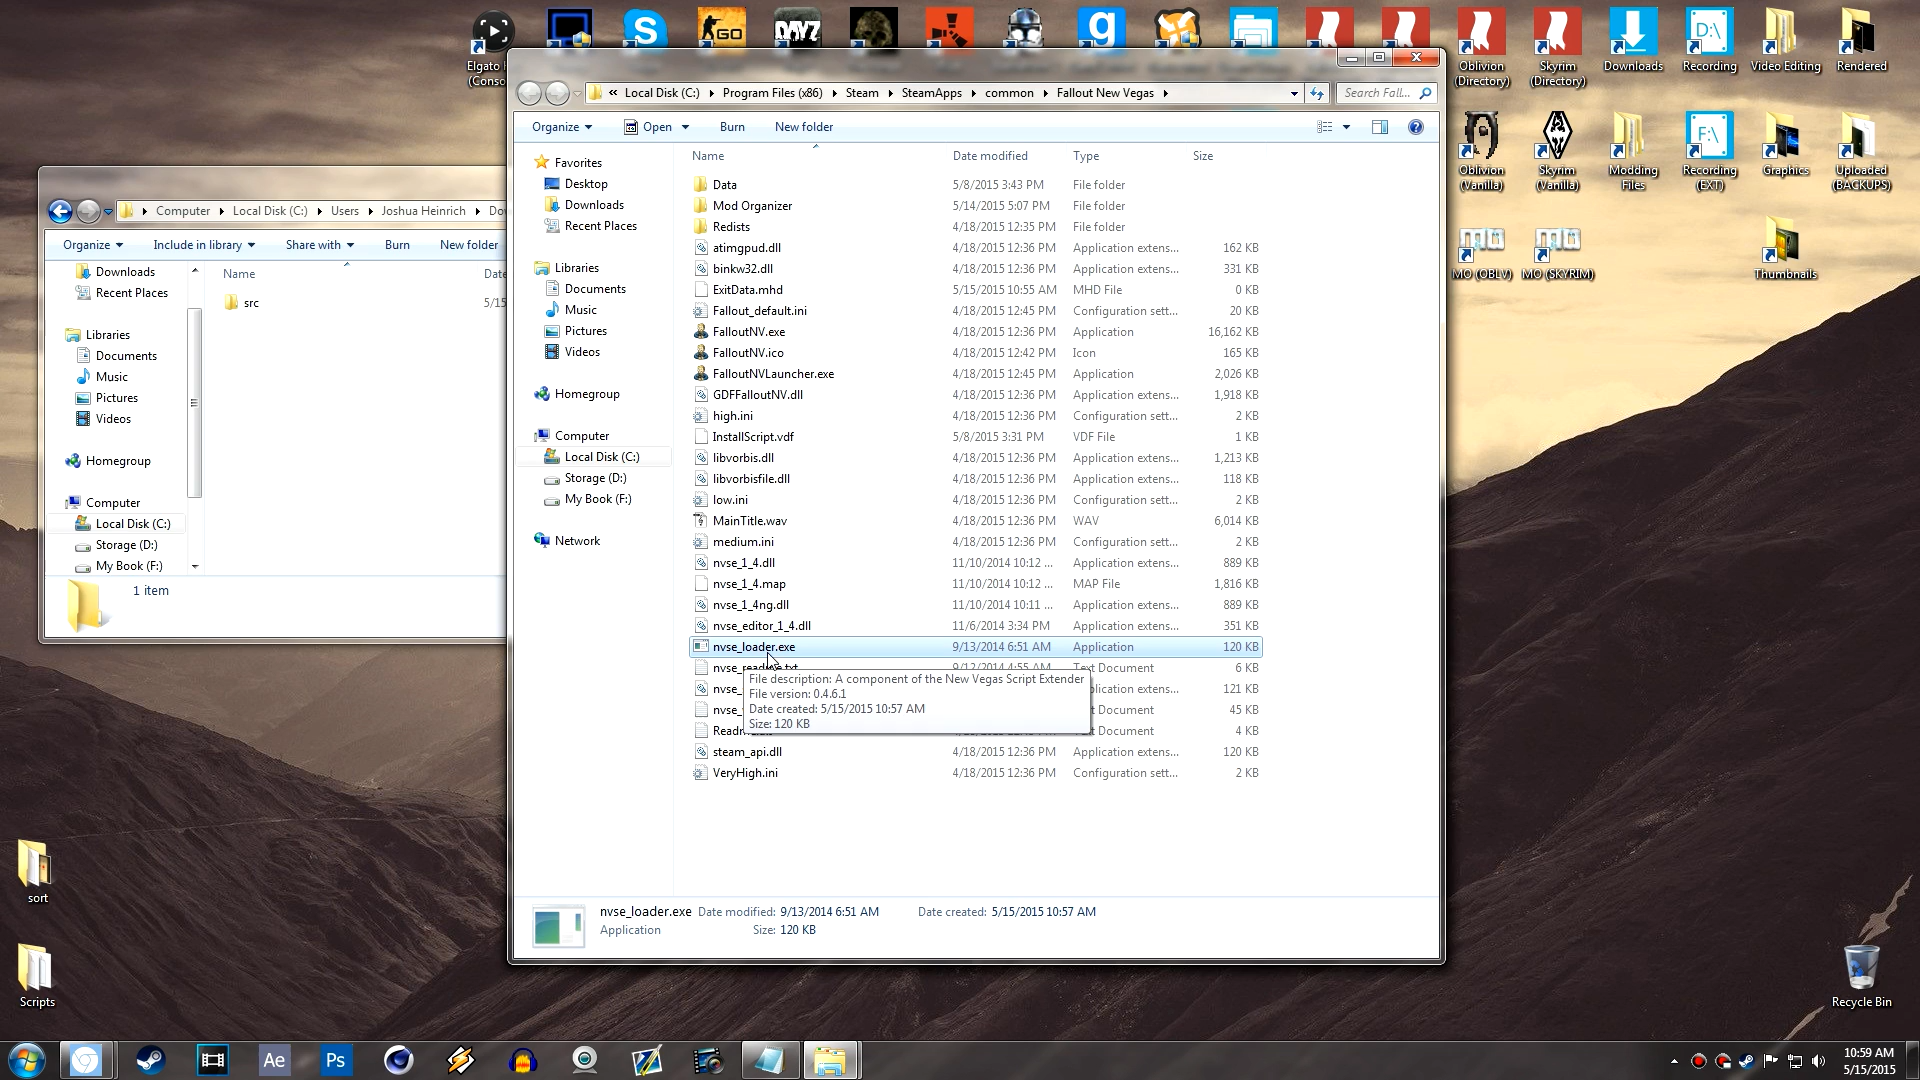 Elgato
(Conso
GO
DAYZ
Oblivion
(Directory)
Skyrim
(Directory)
Downloads
D:\
Recording
Video Editing
Rendered
Oblivion
(Vanilla)
Skyrim
(Vanilla)
Modding
Files
F:\
Recording
(EXT)
Graphics
Uploaded
(BACKUPS)
MO (OBLV)
MO (SKYRIM)
Thumbnails
Computer Local Disk (C:) Users Joshua Heinrich Dov
Organize Include in library Share with Burn New folder
Name Date
Downloads
Recent Places
src 5/15
Libraries
Documents
Music
Pictures
Videos
Homegroup
Computer
Local Disk (C:)
Storage (D:)
My Book (F:)
1 item
« Local Disk (C:) Program Files (x86) Steam SteamApps common Fallout New Vegas
Search Fall...
Organize Open Burn New folder
Favorites
Desktop
Downloads
Recent Places
Libraries
Documents
Music
Pictures
Videos
Homegroup
Computer
Local Disk (C:)
Storage (D:)
My Book (F:)
Network
Name Date modified Type Size
Data 5/8/2015 3:43 PM File folder
Mod Organizer 5/14/2015 5:07 PM File folder
Redists 4/18/2015 12:35 PM File folder
atimgpud.dll 4/18/2015 12:36 PM Application extens... 162 KB
binkw32.dll 4/18/2015 12:36 PM Application extens... 331 KB
ExitData.mhd 5/15/2015 10:55 AM MHD File 0 KB
Fallout_default.ini 4/18/2015 12:45 PM Configuration sett... 20 KB
FalloutNV.exe 4/18/2015 12:36 PM Application 16,162 KB
FalloutNV.ico 4/18/2015 12:42 PM Icon 165 KB
FalloutNVLauncher.exe 4/18/2015 12:45 PM Application 2,026 KB
GDFFalloutNV.dll 4/18/2015 12:36 PM Application extens... 1,918 KB
high.ini 4/18/2015 12:36 PM Configuration sett... 2 KB
InstallScript.vdf 5/8/2015 3:31 PM VDF File 1 KB
libvorbis.dll 4/18/2015 12:36 PM Application extens... 1,213 KB
libvorbisfile.dll 4/18/2015 12:36 PM Application extens... 118 KB
low.ini 4/18/2015 12:36 PM Configuration sett... 2 KB
MainTitle.wav 4/18/2015 12:36 PM WAV 6,014 KB
medium.ini 4/18/2015 12:36 PM Configuration sett... 2 KB
nvse_1_4.dll 11/10/2014 10:12 ... Application extens... 889 KB
nvse_1_4.map 11/10/2014 10:12 ... MAP File 1,816 KB
nvse_1_4ng.dll 11/10/2014 10:11 ... Application extens... 889 KB
nvse_editor_1_4.dll 11/6/2014 3:34 PM Application extens... 351 KB
nvse_loader.exe 9/13/2014 6:51 AM Application 120 KB
nvse_readme.txt 9/12/2014 4:55 AM Text Document 6 KB
nvse_ plication extens... 121 KB
nvse_ t Document 45 KB
t Document 4 KB
steam_api.dll 4/18/2015 12:36 PM Application extens... 120 KB
VeryHigh.ini 4/18/2015 12:36 PM Configuration sett... 2 KB
File description: A component of the New Vegas Script Extender
File version: 0.4.6.1
Date created: 5/15/2015 10:57 AM
Size: 120 KB
nvse_loader.exe Date modified: 9/13/2014 6:51 AM Date created: 5/15/2015 10:57 AM
Application Size: 120 KB
sort
Scripts
Recycle Bin
Ae
Ps
10:59 AM
5/15/2015